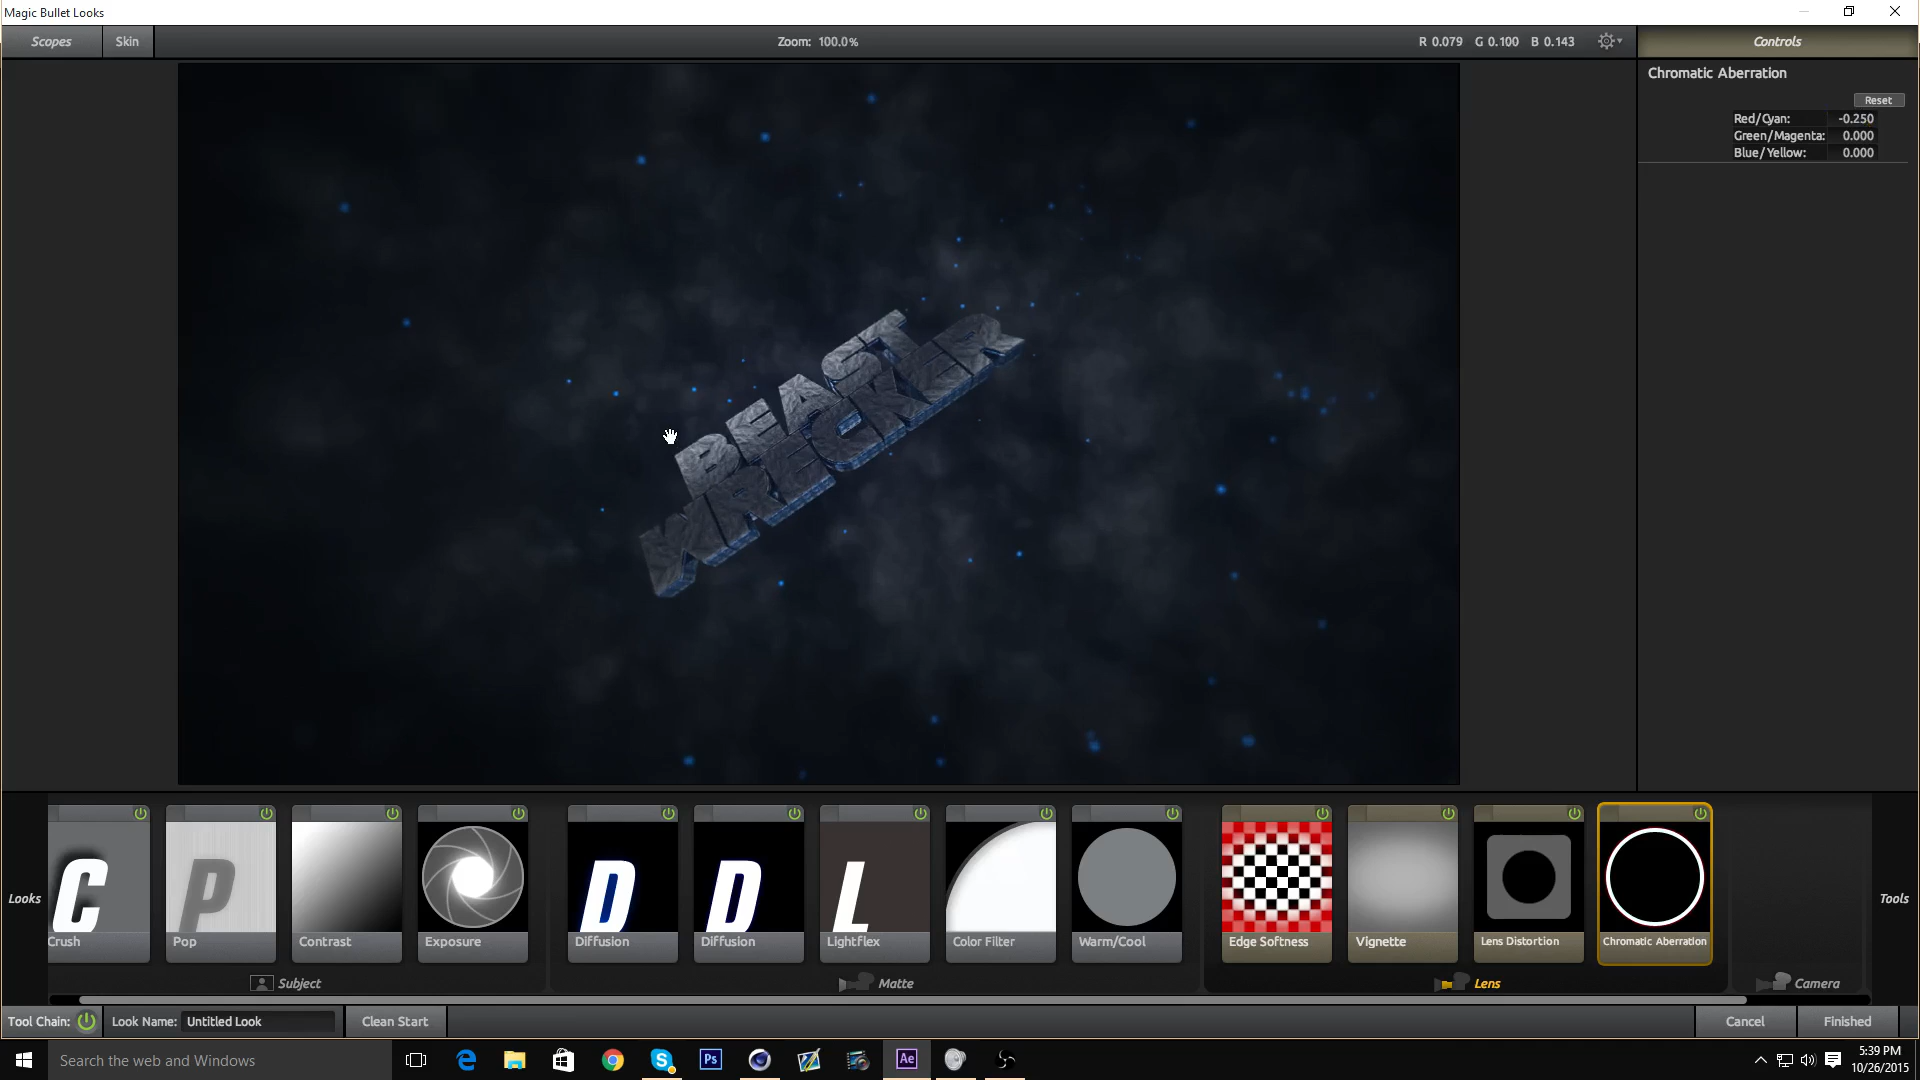 Magic Bullet Looks
Scopes
Skin
Zoom: 100.0%
R 0.079 G 0.100 B 0.143
Controls
Chromatic Aberration
Reset
Red/Cyan: -0.250
Green/Magenta: 0.000
Blue/Yellow: 0.000
BEAST
WRECKER
C
P
D
D
L
Looks
Crush
Pop
Contrast
Exposure
Diffusion
Diffusion
Lightflex
Color Filter
Warm/Cool
Edge Softness
Vignette
Lens Distortion
Chromatic Aberration
Tools
Subject
Matte
Lens
Camera
Tool Chain:
Look Name: Untitled Look
Clean Start
Cancel
Finished
Search the web and Windows
Ps
Ae
5:39 PM
10/26/2015